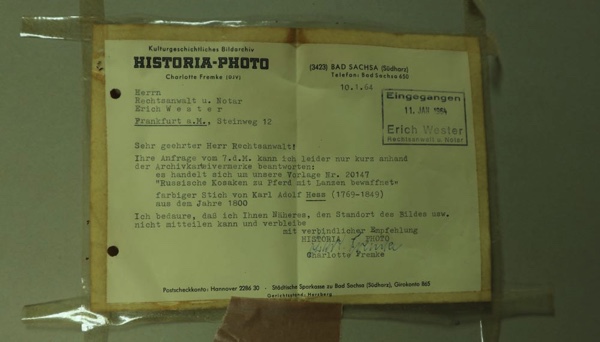 Kulturgeschichtliches Bildarchiv
HISTORIA-PHOTO
Charlotte Fremke (DJV)
(3423) BAD SACHSA (Südharz)
Telefon: Bad Sachsa 650
10.1.64
Herrn
Rechtsanwalt u. Notar
Erich Wester
Frankfurt a.M., Steinweg 12
Eingegangen
11. JAN 1964
Erich Wester
Rechtsanwalt u. Notar
Sehr geehrter Herr Rechtsanwalt!
Ihre Anfrage vom 7.d.M. kann ich leider nur kurz anhand
der Archivkarteivermerke beantworten:
es handelt sich um unsere Vorlage Nr. 20147
"Russische Kosaken zu Pferd mit Lanzen bewaffnet"
farbiger Stich von Karl Adolf Hess (1769-1849)
aus dem Jahre 1800
Ich bedaure, daß ich Ihnen Näheres, den Standort des Bildes usw.
nicht mitteilen kann und verbleibe
mit verbindlicher Empfehlung
HISTORIA PHOTO
Charlotte Fremke
Postscheckkonto: Hannover 2286 30 - Städtische Sparkasse zu Bad Sachsa (Südharz), Girokonto 862
Gerichtsstand: Herzberg